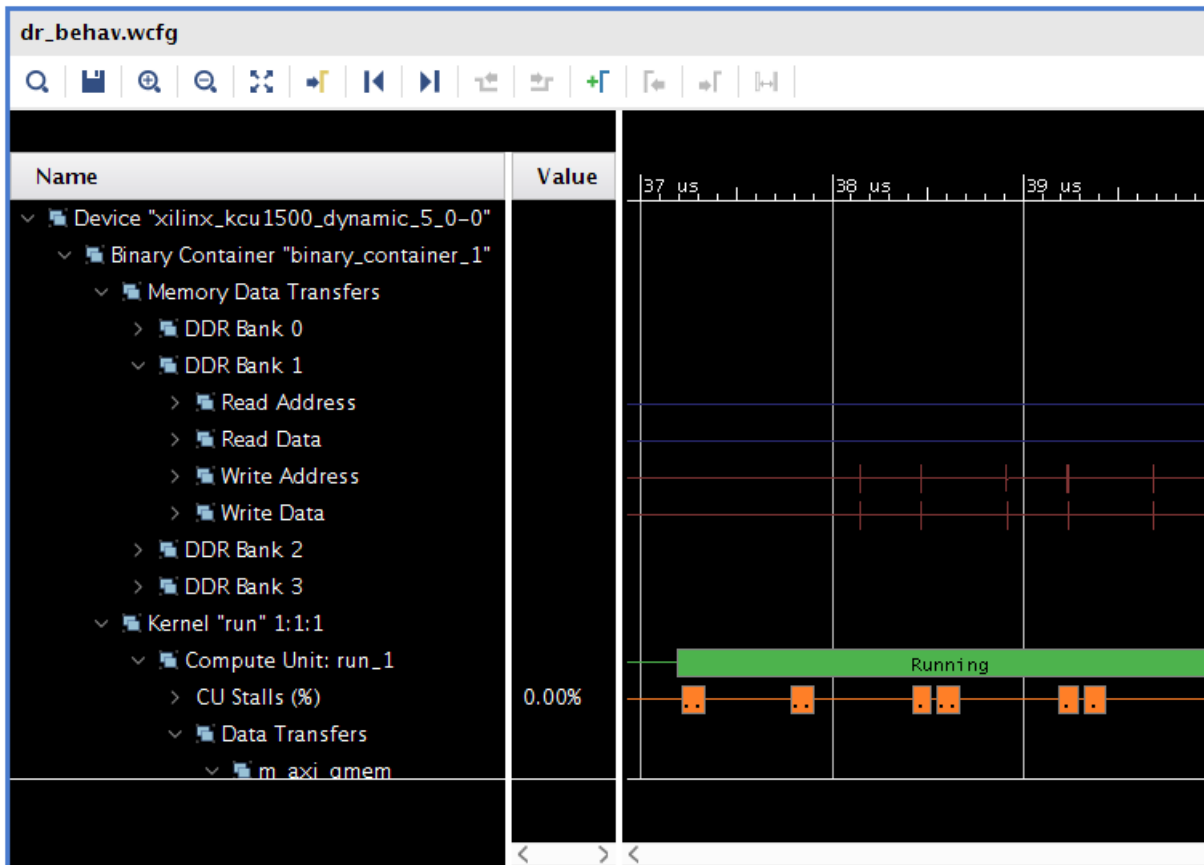 dr_behav.wcfg
Name
Value
37 us
38 us
39 us
Device "xilinx_kcu1500_dynamic_5_0-0"
Binary Container "binary_container_1"
Memory Data Transfers
DDR Bank 0
DDR Bank 1
Read Address
Read Data
Write Address
Write Data
DDR Bank 2
DDR Bank 3
Kernel "run" 1:1:1
Compute Unit: run_1
Running
CU Stalls (%)
0.00%
Data Transfers
m_axi_gmem